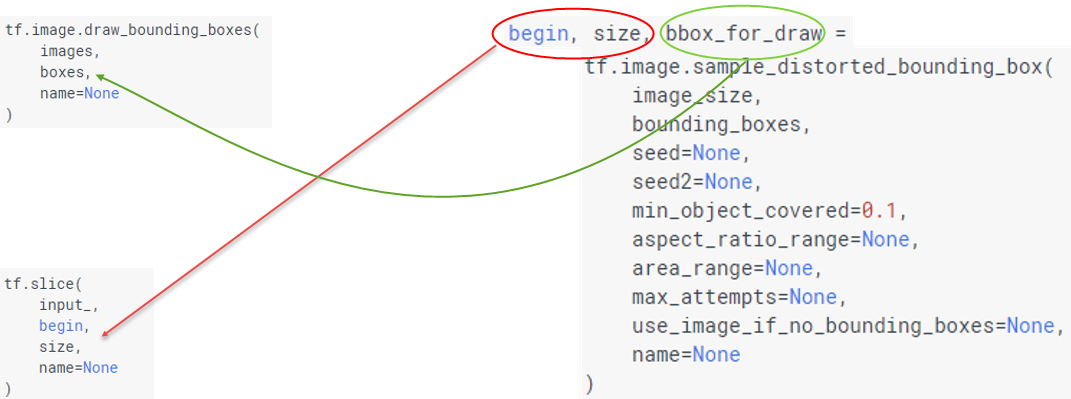 tf.image.draw_bounding_boxes(
    images,
    boxes,
    name=None
)
begin, size, bbox_for_draw =
tf.image.sample_distorted_bounding_box(
    image_size,
    bounding_boxes,
    seed=None,
    seed2=None,
    min_object_covered=0.1,
    aspect_ratio_range=None,
    area_range=None,
    max_attempts=None,
    use_image_if_no_bounding_boxes=None,
    name=None
)
tf.slice(
    input_,
    begin,
    size,
    name=None
)